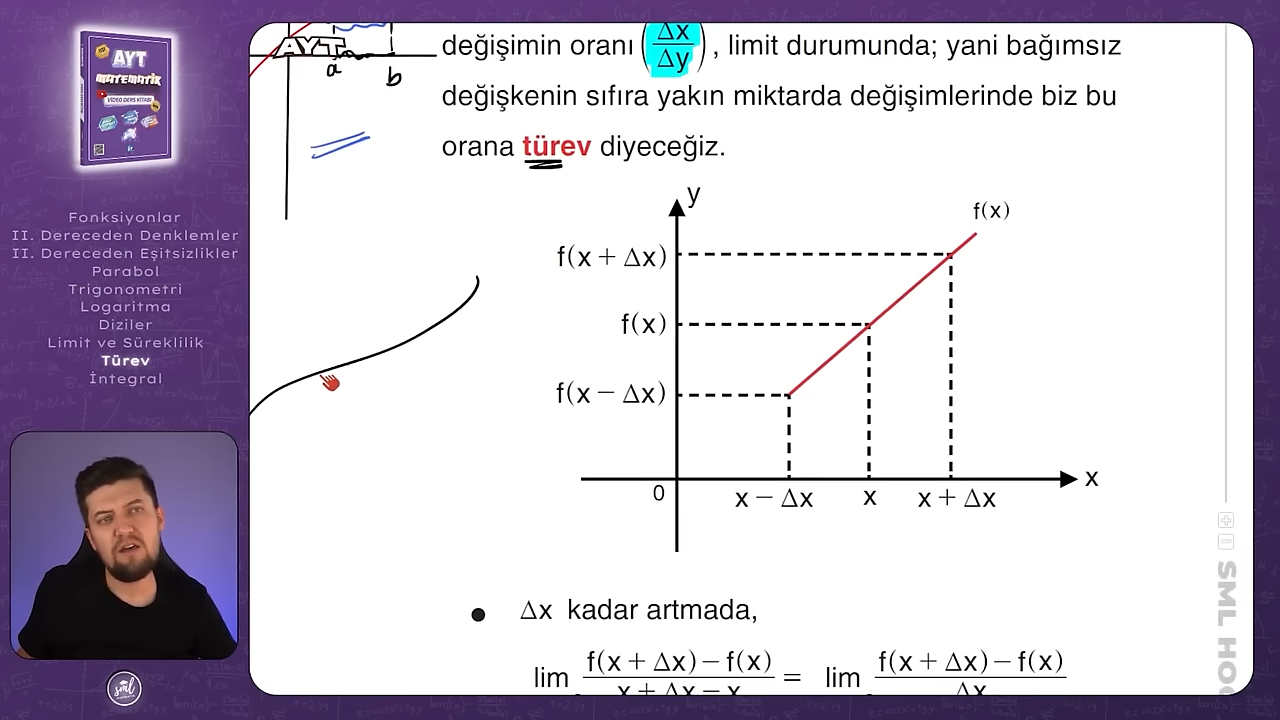 AYT
MATEMATİK
VİDEO DERS KİTABI
Fonksiyonlar
II. Dereceden Denklemler
II. Dereceden Eşitsizlikler
Parabol
Trigonometri
Logaritma
Diziler
Limit ve Süreklilik
Türev
İntegral
sml
AYT
a
b
değişimin oranı (Δx/Δy), limit durumunda; yani bağımsız
değişkenin sıfıra yakın miktarda değişimlerinde biz bu
orana türev diyeceğiz.
y
f(x)
f(x + Δx)
f(x)
f(x − Δx)
0
x − Δx
x
x + Δx
x
• Δx kadar artmada,
lim f(x + Δx) − f(x) / x + Δx − x = lim f(x + Δx) − f(x) / Δx
SML HO